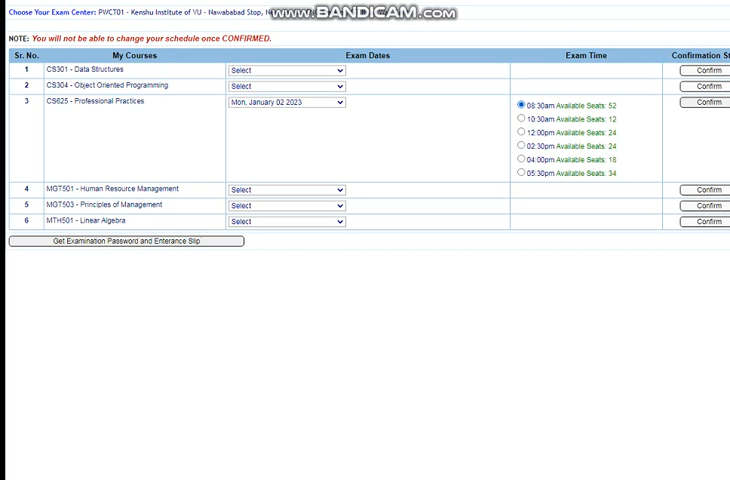 Choose Your Exam Center: PWCT01 - Kenshu Institute of VU - Nawababad Stop,
www.BANDICAM.com
NOTE: You will not be able to change your schedule once CONFIRMED.
Sr. No. My Courses Exam Dates Exam Time Confirmation St
1 CS301 - Data Structures Select Confirm
2 CS304 - Object Oriented Programming Select Confirm
3 CS625 - Professional Practices Mon, January 02 2023 Confirm
08:30am Available Seats: 52
10:30am Available Seats: 12
12:00pm Available Seats: 24
02:30pm Available Seats: 24
04:00pm Available Seats: 18
05:30pm Available Seats: 34
4 MGT501 - Human Resource Management Select Confirm
5 MGT503 - Principles of Management Select Confirm
6 MTH501 - Linear Algebra Select Confirm
Get Examination Password and Enterance Slip